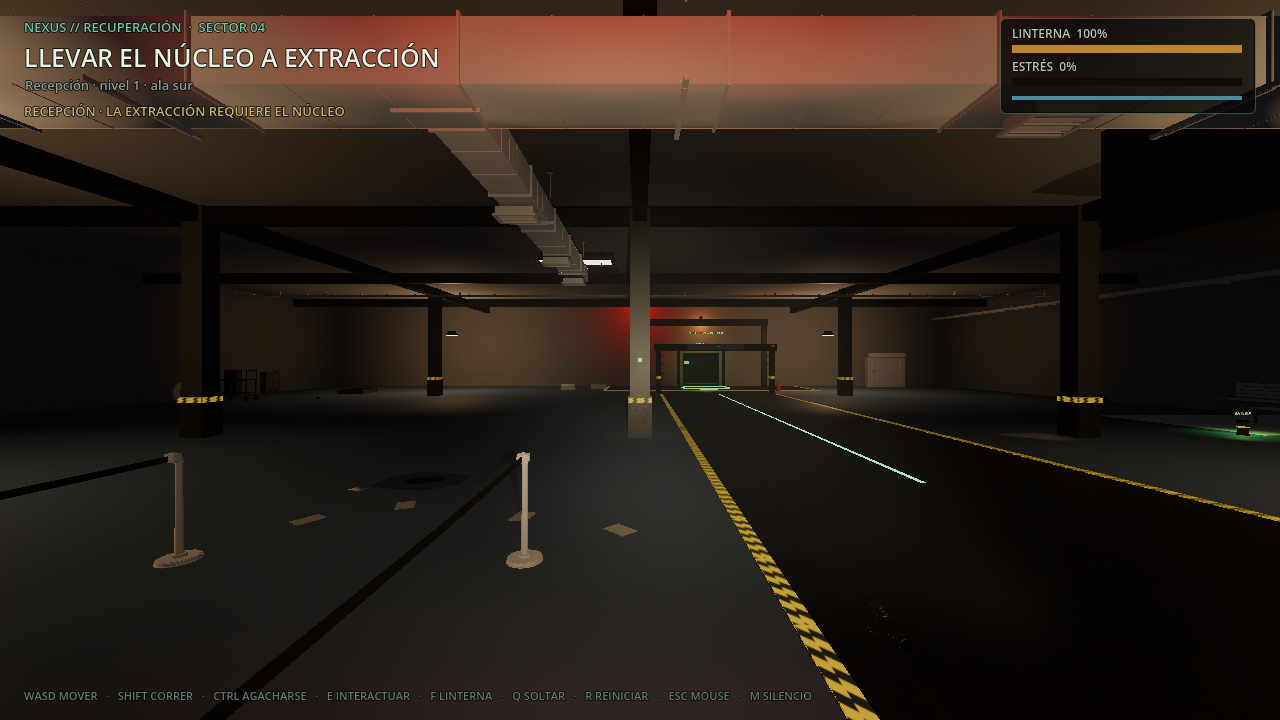 NEXUS // RECUPERACIÓN · SECTOR 04
LLEVAR EL NÚCLEO A EXTRACCIÓN
Recepción · nivel 1 · ala sur
RECEPCIÓN · LA EXTRACCIÓN REQUIERE EL NÚCLEO
LINTERNA 100%
ESTRÉS 0%
WASD MOVER · SHIFT CORRER · CTRL AGACHARSE · E INTERACTUAR · F LINTERNA · Q SOLTAR · R REINICIAR · ESC MOUSE · M SILENCIO